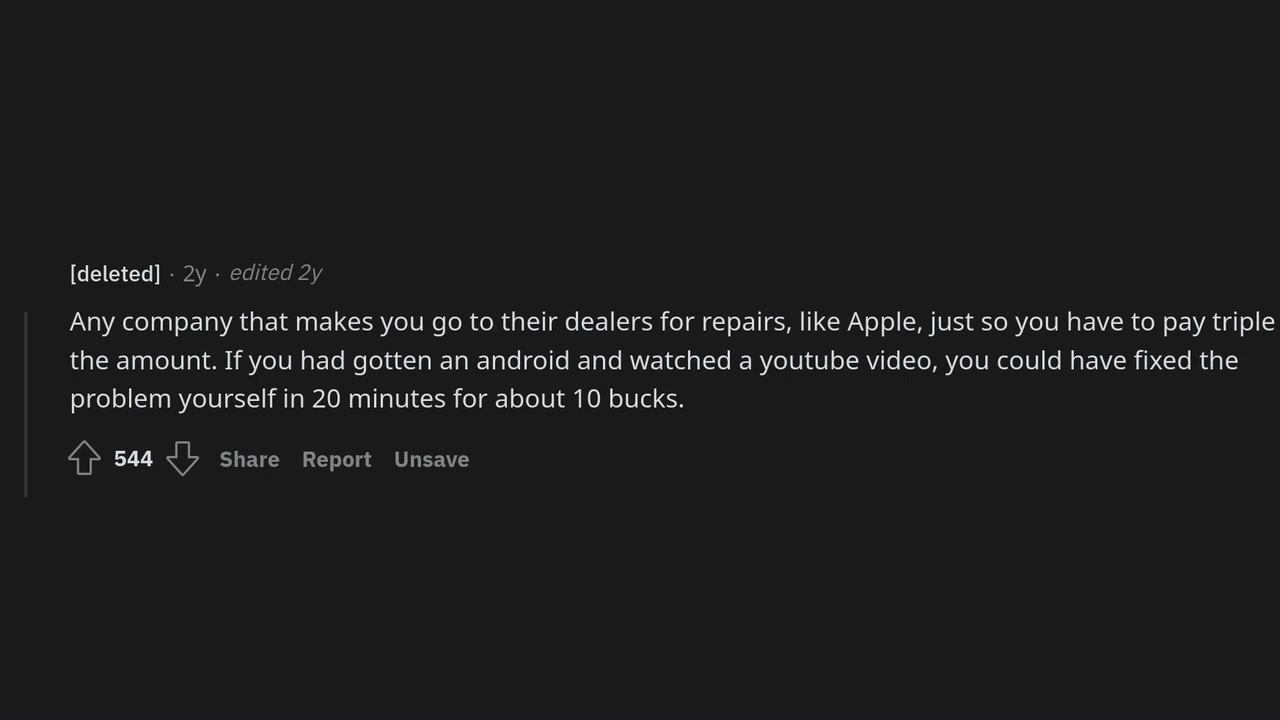 [deleted] · 2y · edited 2y
Any company that makes you go to their dealers for repairs, like Apple, just so you have to pay triple
the amount. If you had gotten an android and watched a youtube video, you could have fixed the
problem yourself in 20 minutes for about 10 bucks.
544 Share Report Unsave